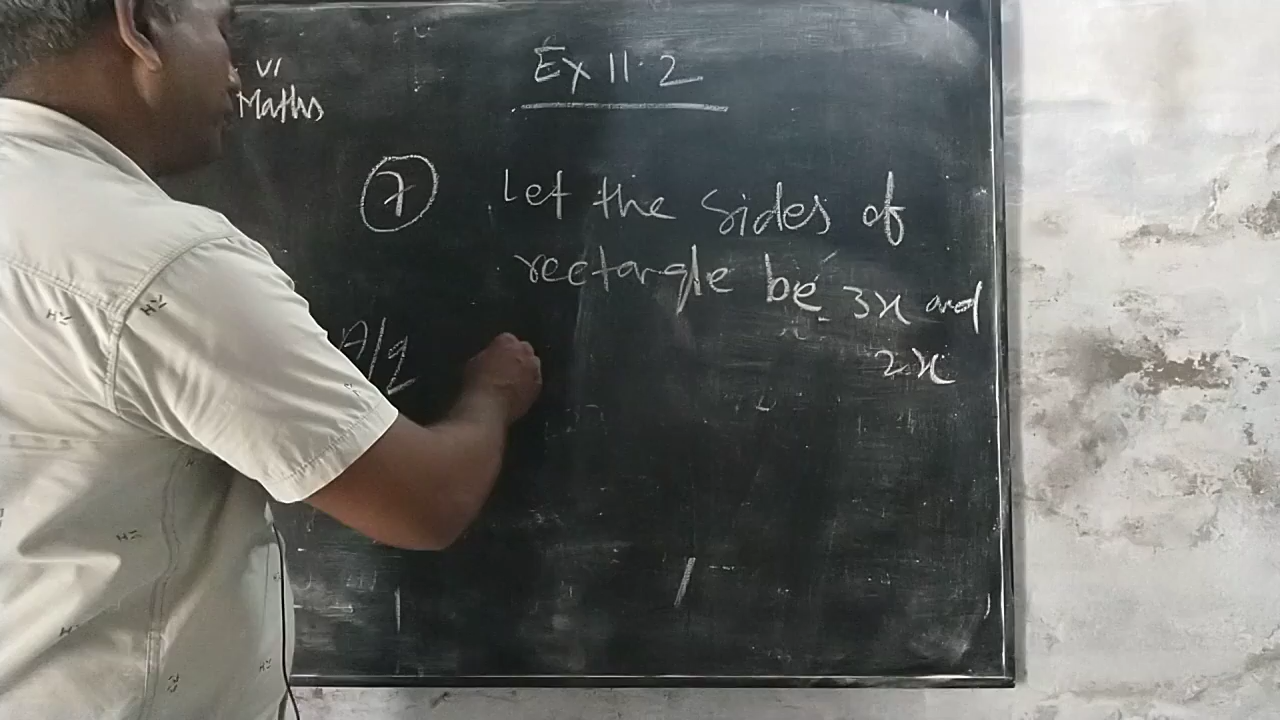 VI
Maths
Ex 11.2
7 Let the sides of
rectangle be 3x and
2x
A/q